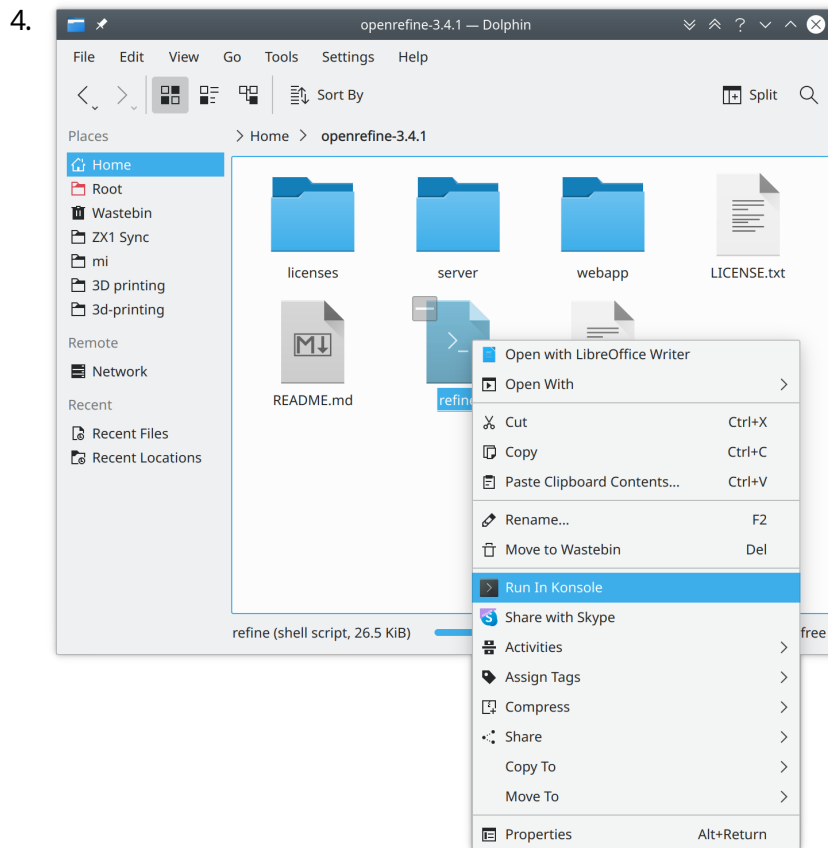 4.
openrefine-3.4.1 — Dolphin
File Edit View Go Tools Settings Help
Sort By Split
Places
> Home > openrefine-3.4.1
Home
Root
Wastebin
ZX1 Sync
mi
3D printing
3d-printing
Remote
Network
Recent
Recent Files
Recent Locations
licenses server webapp LICENSE.txt
README.md refine
Open with LibreOffice Writer
Open With
Cut Ctrl+X
Copy Ctrl+C
Paste Clipboard Contents... Ctrl+V
Rename... F2
Move to Wastebin Del
Run In Konsole
Share with Skype
Activities
Assign Tags
Compress
Share
Copy To
Move To
Properties Alt+Return
refine (shell script, 26.5 KiB) free